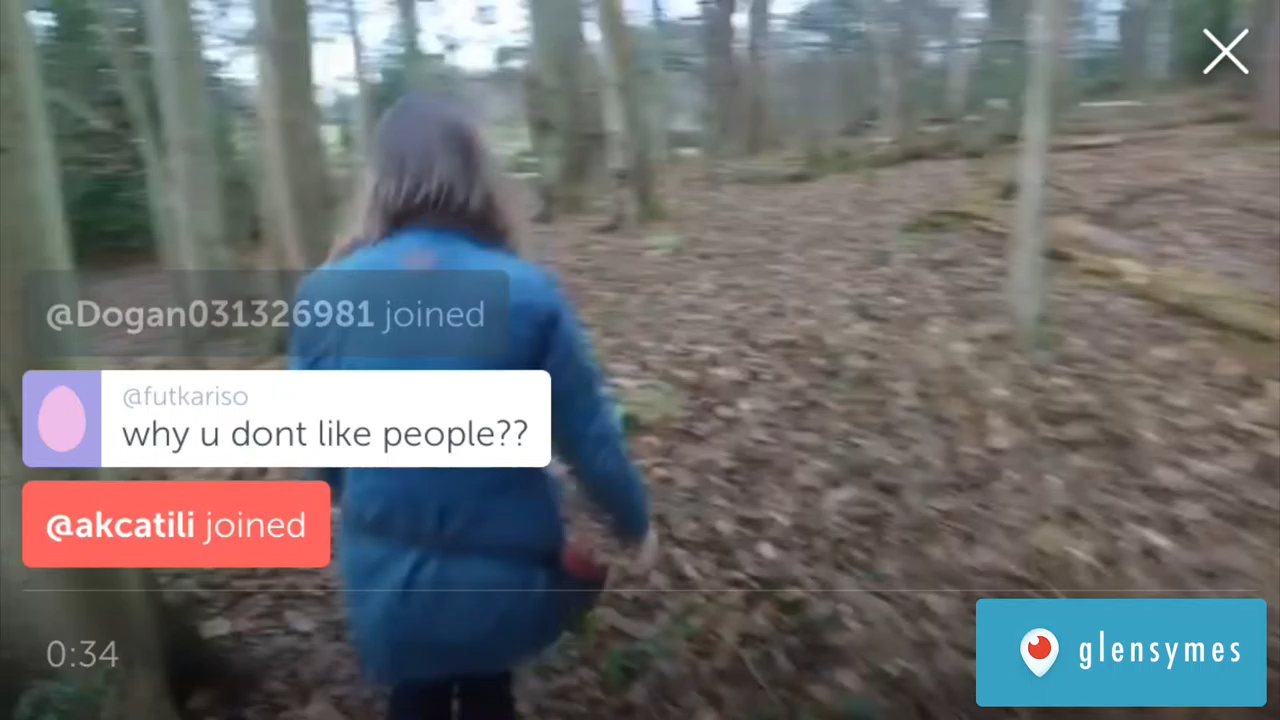 @Dogan031326981 joined
@futkariso
why u dont like people??
@akcatili joined
0:34
glensymes